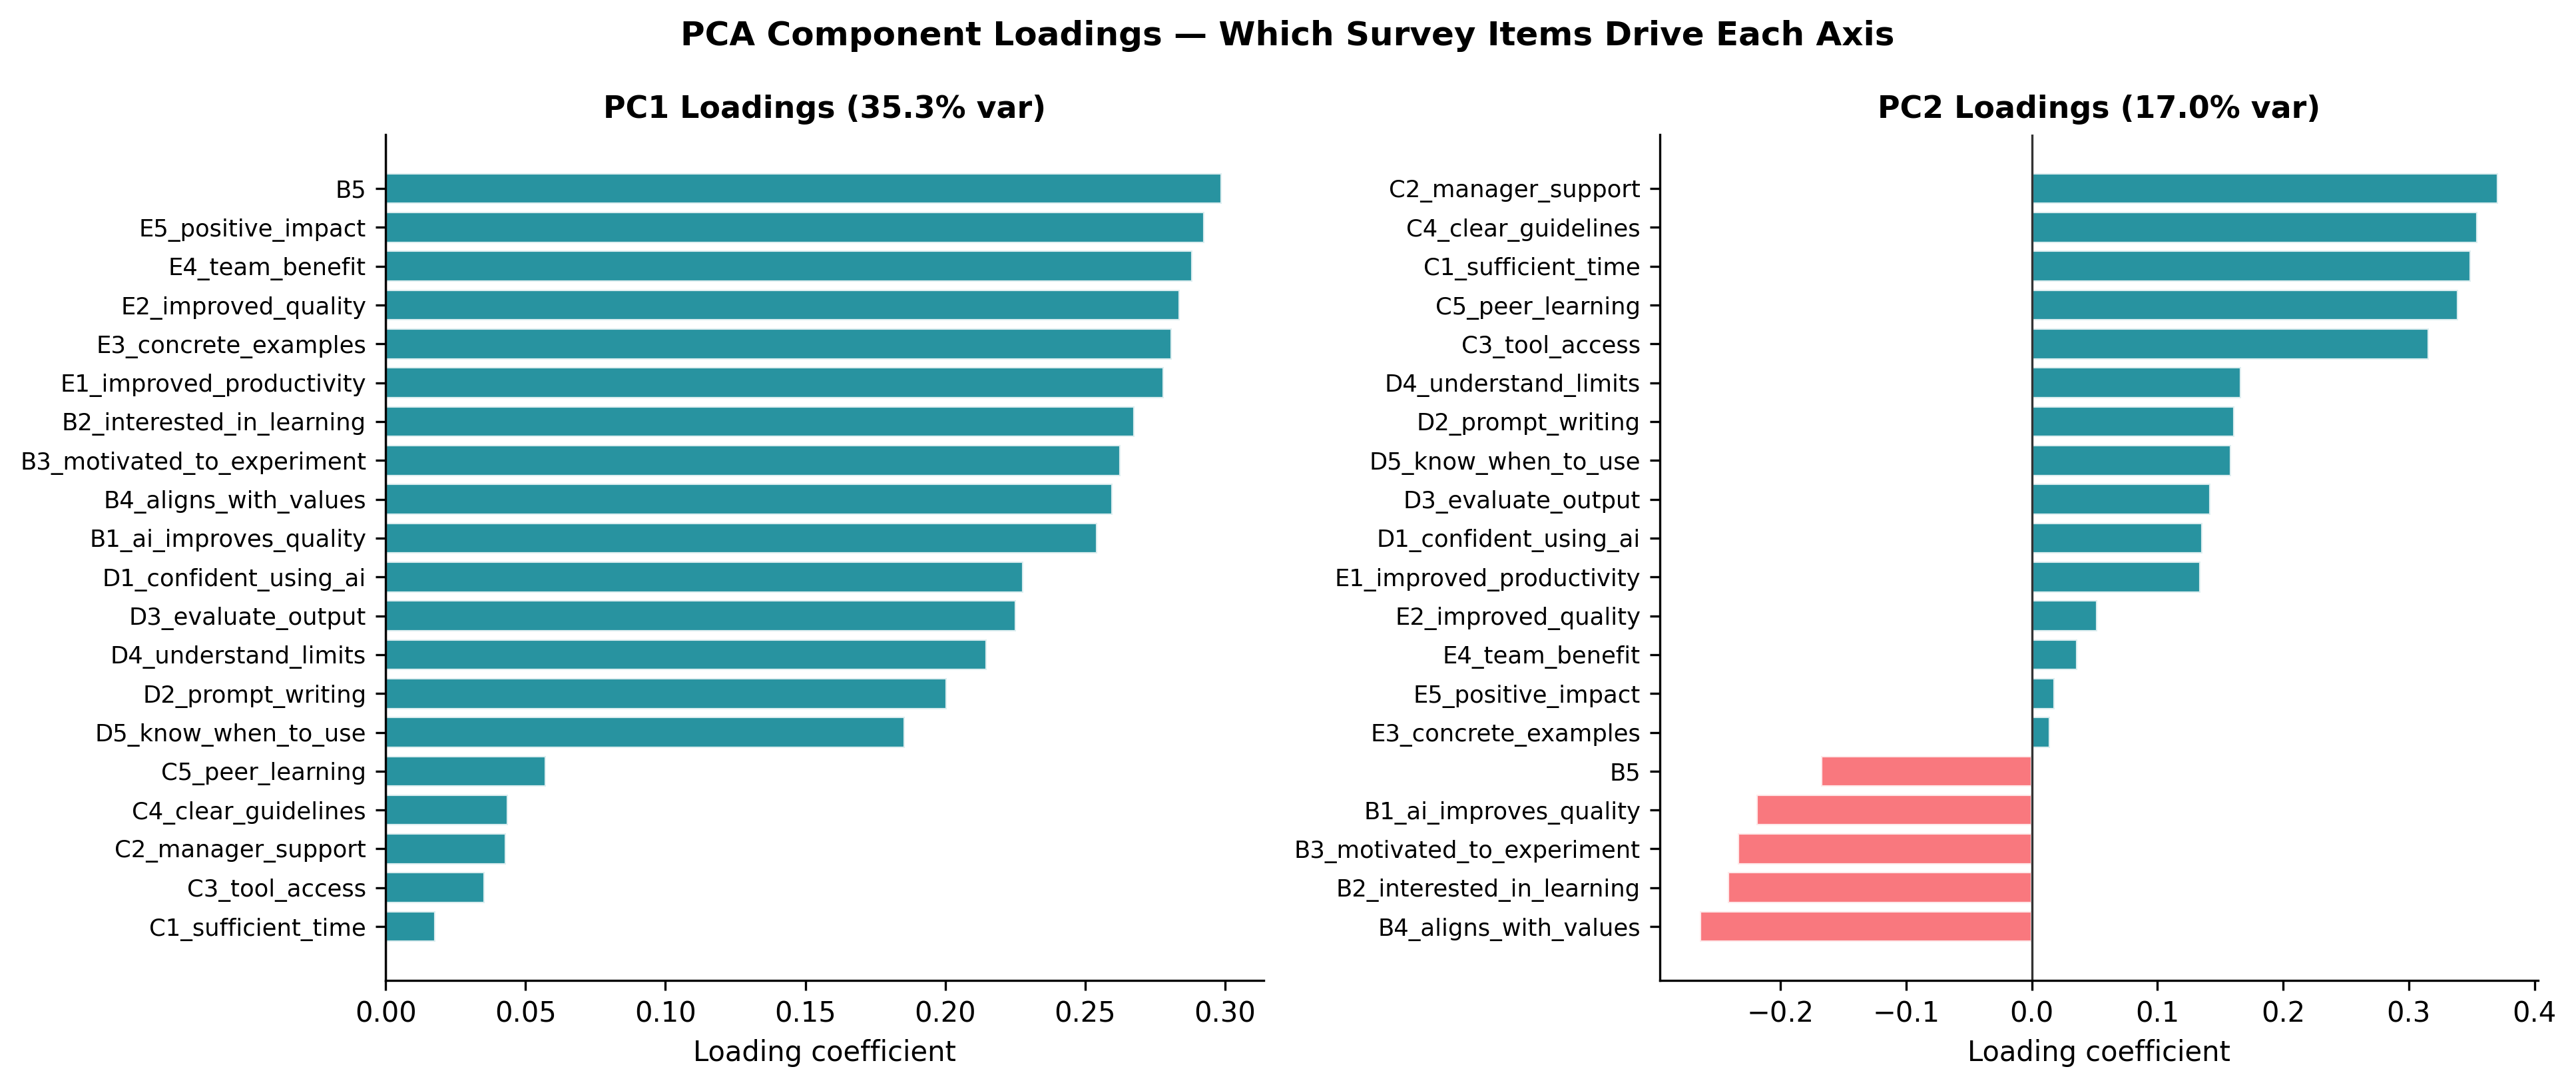 PCA Component Loadings — Which Survey Items Drive Each Axis
PC1 Loadings (35.3% var)
B5
E5_positive_impact
E4_team_benefit
E2_improved_quality
E3_concrete_examples
E1_improved_productivity
B2_interested_in_learning
B3_motivated_to_experiment
B4_aligns_with_values
B1_ai_improves_quality
D1_confident_using_ai
D3_evaluate_output
D4_understand_limits
D2_prompt_writing
D5_know_when_to_use
C5_peer_learning
C4_clear_guidelines
C2_manager_support
C3_tool_access
C1_sufficient_time
0.00 0.05 0.10 0.15 0.20 0.25 0.30
Loading coefficient
PC2 Loadings (17.0% var)
C2_manager_support
C4_clear_guidelines
C1_sufficient_time
C5_peer_learning
C3_tool_access
D4_understand_limits
D2_prompt_writing
D5_know_when_to_use
D3_evaluate_output
D1_confident_using_ai
E1_improved_productivity
E2_improved_quality
E4_team_benefit
E5_positive_impact
E3_concrete_examples
B5
B1_ai_improves_quality
B3_motivated_to_experiment
B2_interested_in_learning
B4_aligns_with_values
−0.2 −0.1 0.0 0.1 0.2 0.3 0.4
Loading coefficient